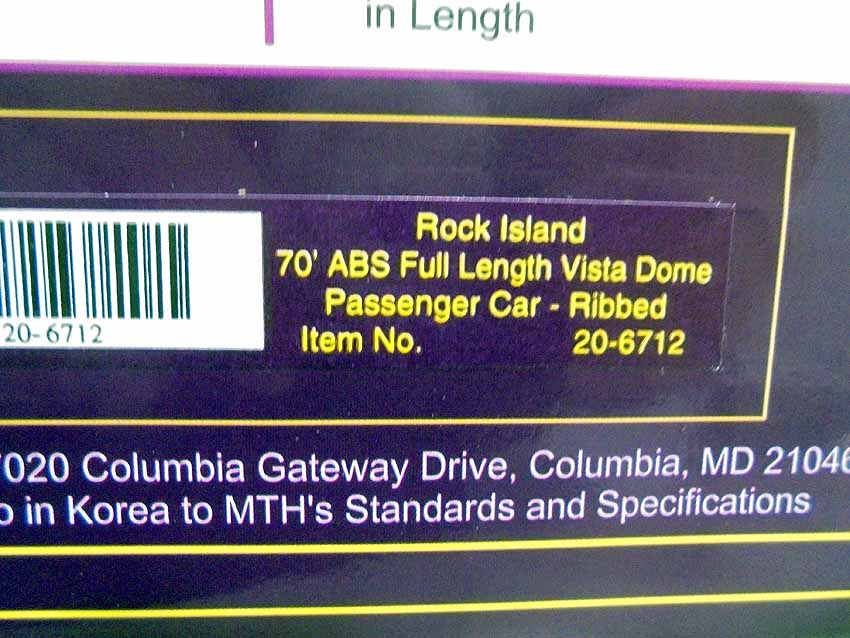 in Length
Rock Island
70' ABS Full Length Vista Dome
Passenger Car - Ribbed
Item No. 20-6712
20-6712
7020 Columbia Gateway Drive, Columbia, MD 21046
in Korea to MTH's Standards and Specifications